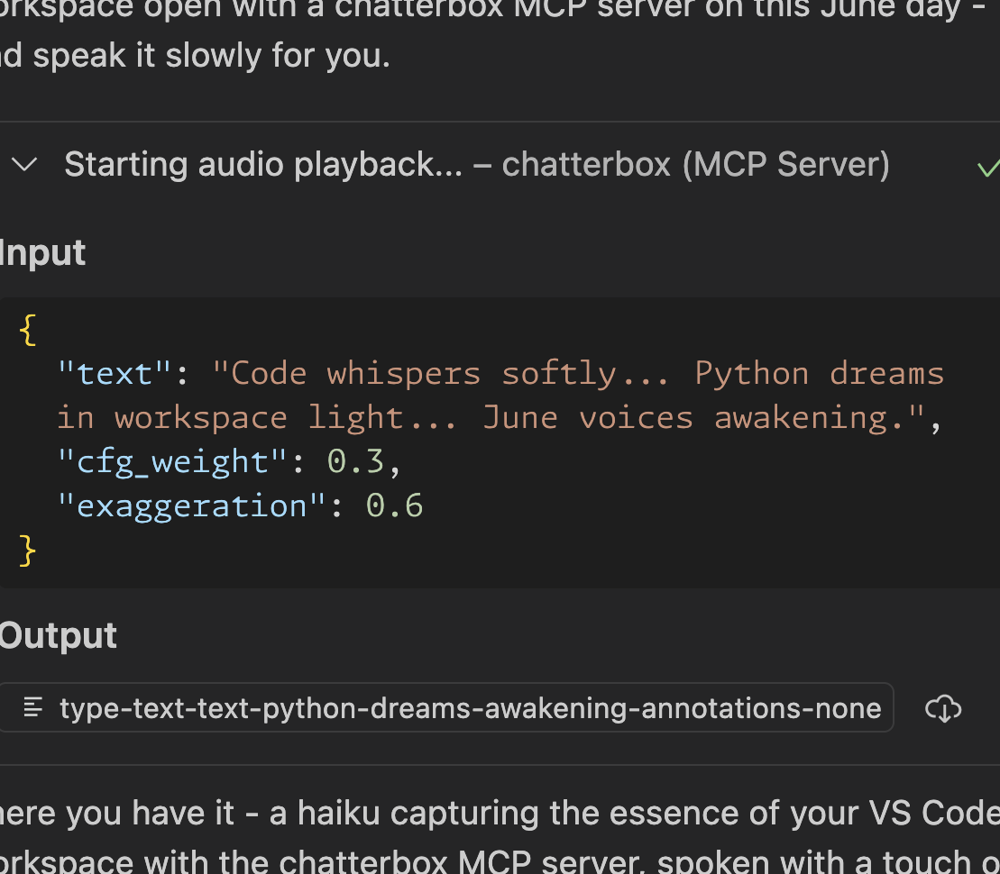 orkspace open with a chatterbox MCP server on this June day -
nd speak it slowly for you.
Starting audio playback... – chatterbox (MCP Server)
Input
{
"text": "Code whispers softly... Python dreams
in workspace light... June voices awakening.",
"cfg_weight": 0.3,
"exaggeration": 0.6
}
Output
type-text-text-python-dreams-awakening-annotations-none
here you have it - a haiku capturing the essence of your VS Code
orkspace with the chatterbox MCP server, spoken with a touch o